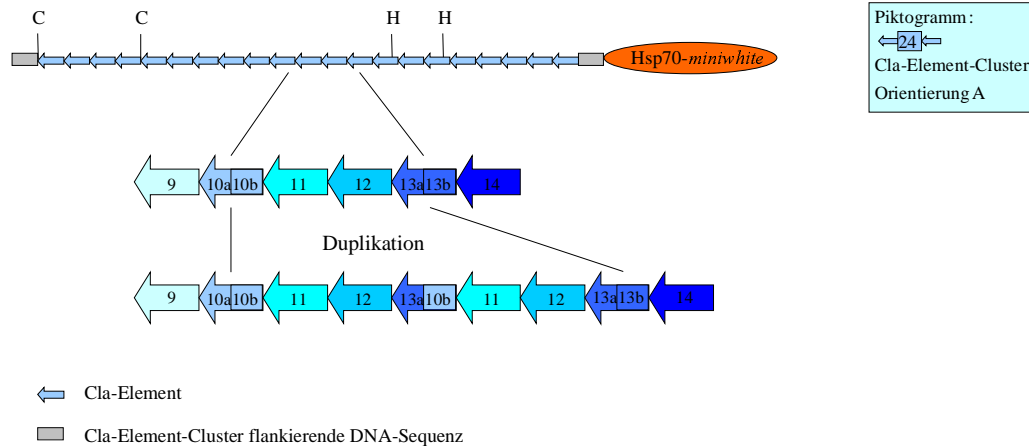 C C H H
Hsp70-miniwhite
Piktogramm:
24
Cla-Element-Cluster
Orientierung A
9 10a 10b 11 12 13a 13b 14
Duplikation
9 10a 10b 11 12 13a 10b 11 12 13a 13b 14
Cla-Element
Cla-Element-Cluster flankierende DNA-Sequenz